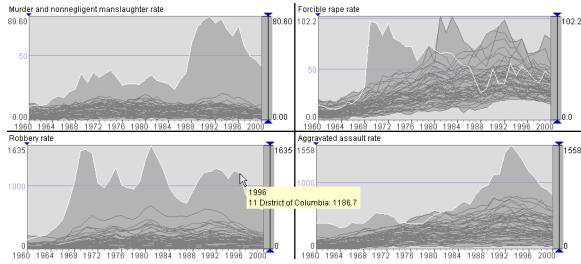 Murder and nonnegligent manslaughter rate
80.60
80.60
50
0.00
0.00
1960 1964 1968 1972 1976 1980 1984 1988 1992 1996 2000
Forcible rape rate
102.2
102.2
50
0.0
0.0
1960 1964 1968 1972 1976 1980 1984 1988 1992 1996 2000
Robbery rate
1635
1635
1000
0
0
1960 1964 1968 1972 1976 1980 1984 1988 1992 1996 2000
1996
11 District of Columbia: 1186.7
Aggravated assault rate
1558
1558
1000
0
0
1960 1964 1968 1972 1976 1980 1984 1988 1992 1996 2000